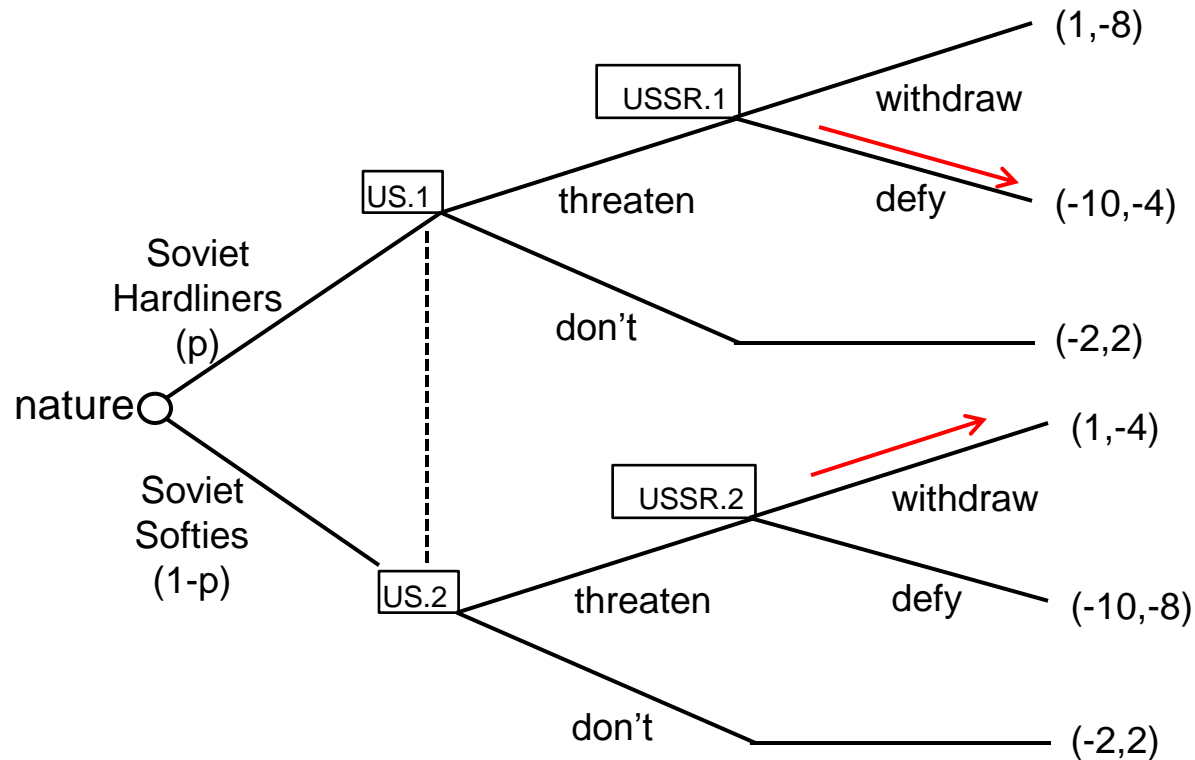 (1,-8)
USSR.1
withdraw
US.1
threaten
defy
(-10,-4)
Soviet
Hardliners
(p)
don't
(-2,2)
nature
(1,-4)
Soviet
Softies
(1-p)
USSR.2
withdraw
US.2
threaten
defy
(-10,-8)
don't
(-2,2)